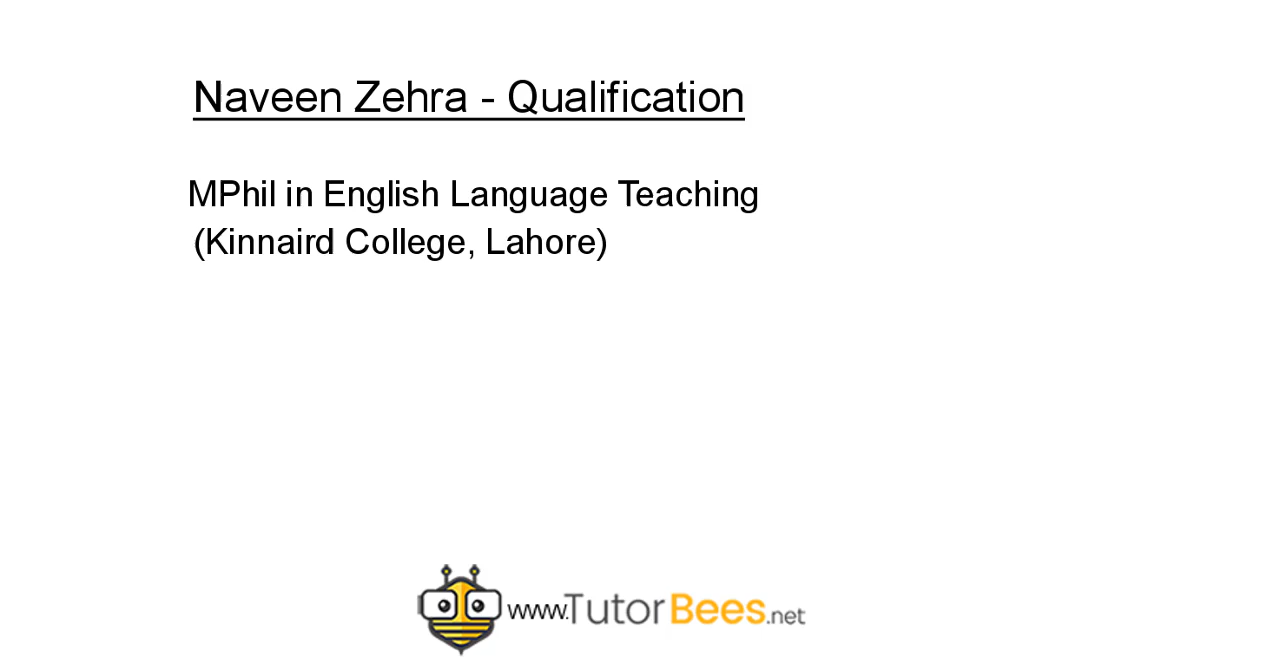 Naveen Zehra - Qualification
MPhil in English Language Teaching
(Kinnaird College, Lahore)
www.TutorBees.net